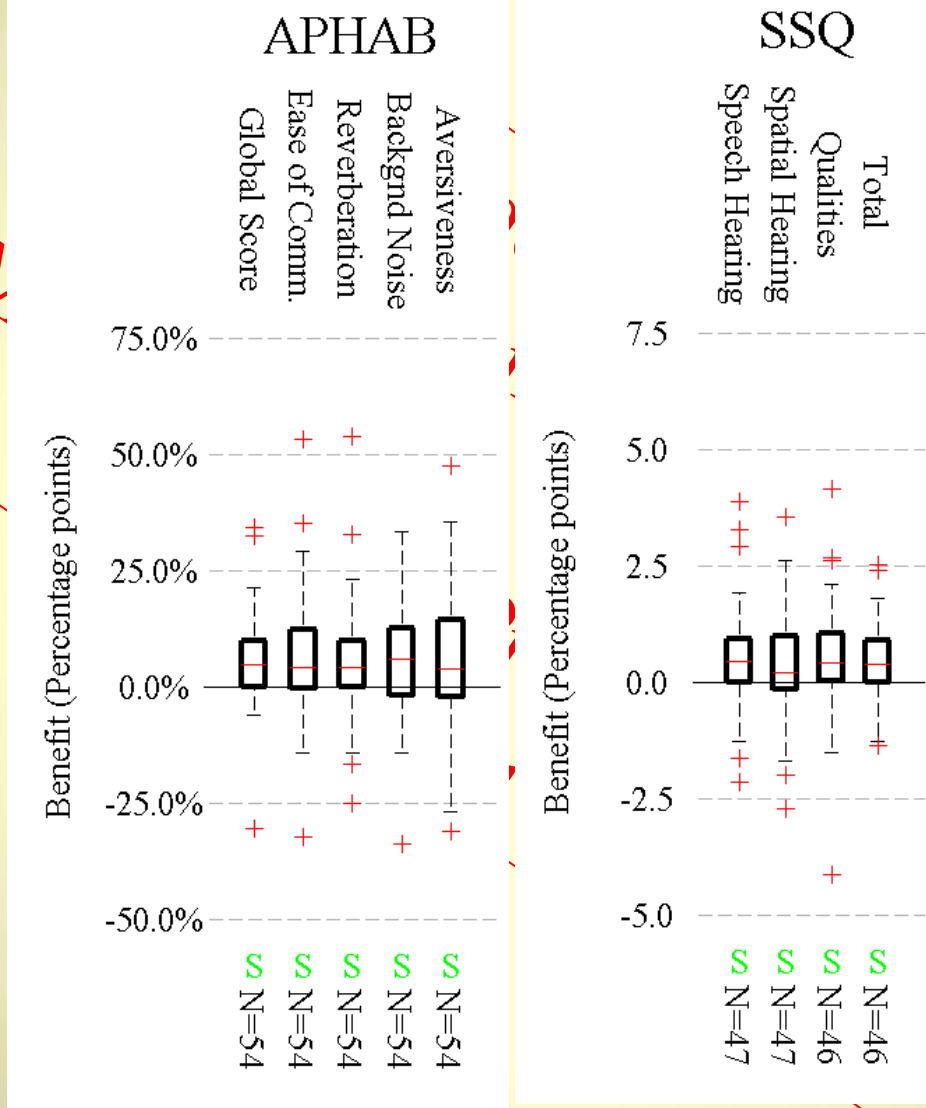 APHAB
Global Score
Ease of Comm.
Reverberation
Backgnd Noise
Aversiveness
Benefit (Percentage points)
75.0%
50.0%
25.0%
0.0%
-25.0%
-50.0%
S S S S S
N=54
N=54
N=54
N=54
N=54
SSQ
Speech Hearing
Spatial Hearing
Qualities
Total
Benefit (Percentage points)
7.5
5.0
2.5
0.0
-2.5
-5.0
S S S S
N=47
N=47
N=46
N=46